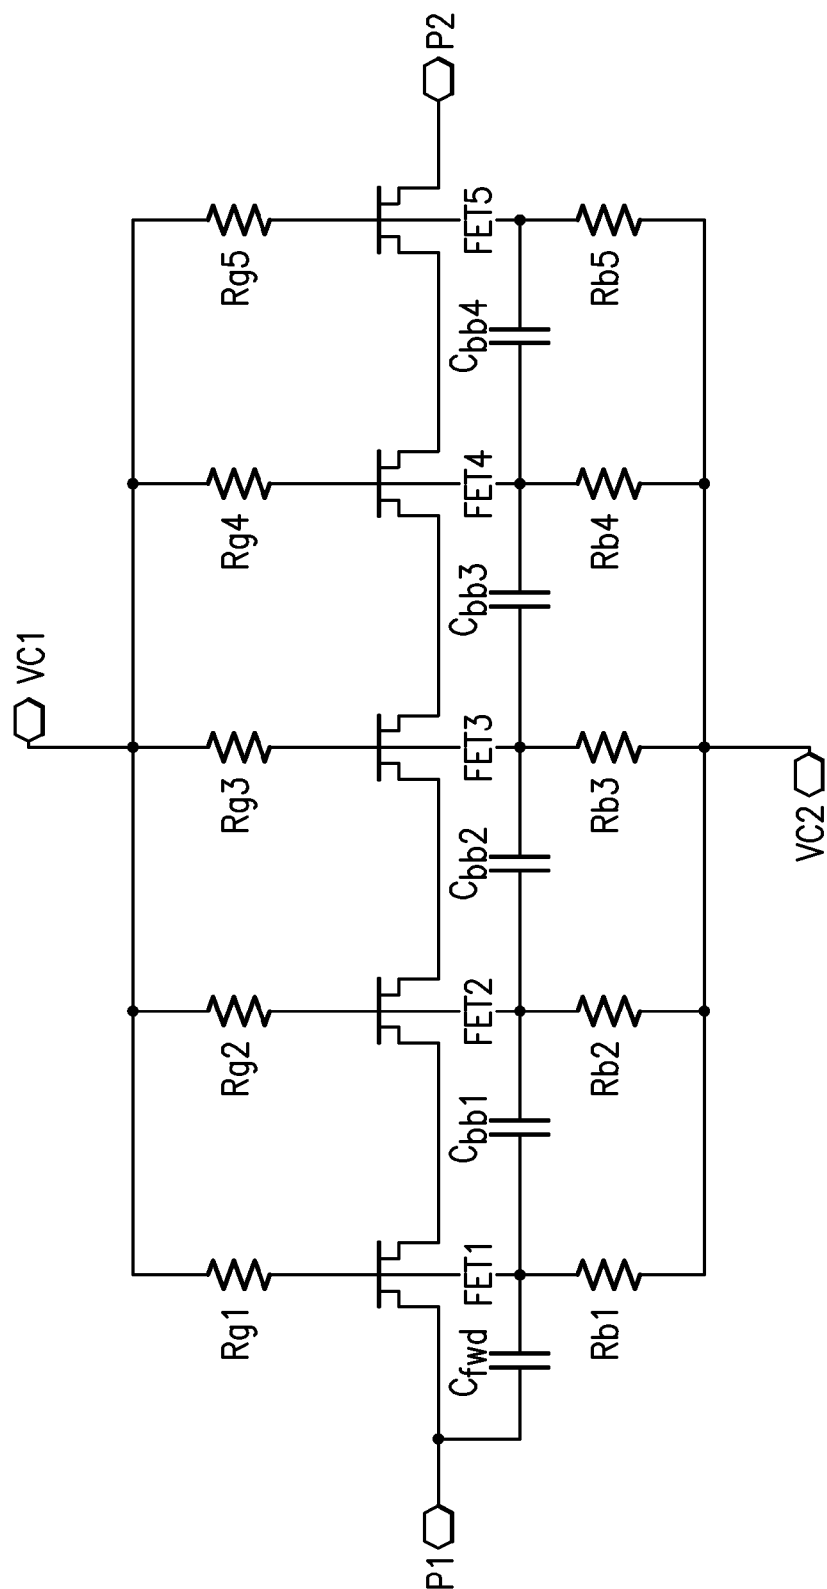 VC1
Rg1
Rg2
Rg3
Rg4
Rg5
P1
P2
FET1
FET2
FET3
FET4
FET5
Cfwd
Cbb1
Cbb2
Cbb3
Cbb4
Rb1
Rb2
Rb3
Rb4
Rb5
VC2